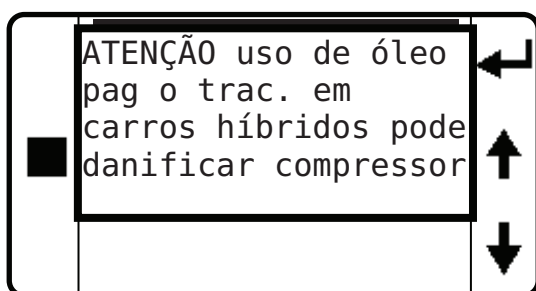 ATENÇÃO uso de óleo
pag o trac. em
carros híbridos pode
danificar compressor